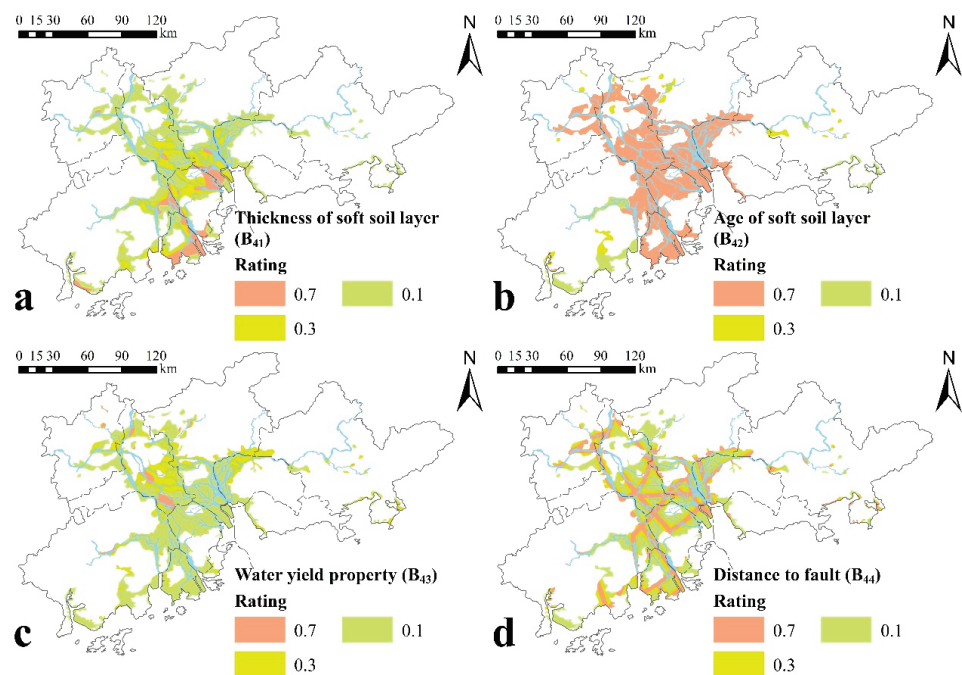 0 15 30 60 90 120
km
N
Thickness of soft soil layer
(B41)
Rating
0.7 0.1
0.3
a
0 15 30 60 90 120
km
N
Age of soft soil layer
(B42)
Rating
0.7 0.1
0.3
b
0 15 30 60 90 120
km
N
Water yield property (B43)
Rating
0.7 0.1
0.3
c
0 15 30 60 90 120
km
N
Distance to fault (B44)
Rating
0.7 0.1
0.3
d